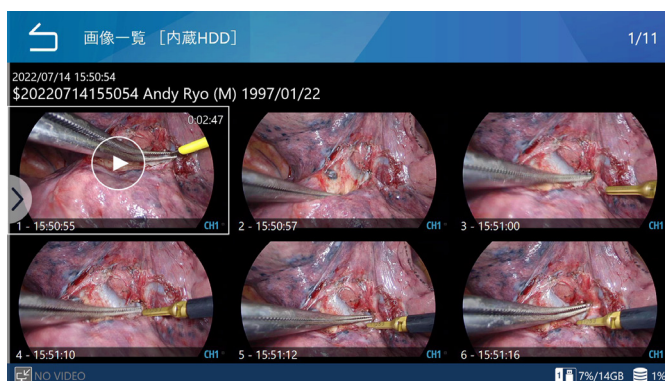 画像一覧 [内蔵HDD]
1/11
2022/07/14 15:50:54
$20220714155054 Andy Ryo (M) 1997/01/22
0:02:47
1 - 15:50:55 CH1
2 - 15:50:57 CH1
3 - 15:51:00 CH1
4 - 15:51:10 CH1
5 - 15:51:12 CH1
6 - 15:51:16 CH1
NO VIDEO
1 7%/14GB 1%